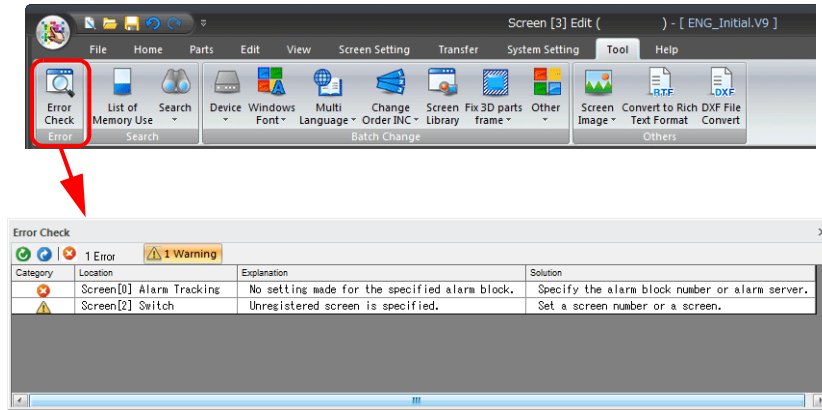 Screen [3] Edit ( ) - [ ENG_Initial.V9 ]
File Home Parts Edit View Screen Setting Transfer System Setting Tool Help
Error Check
List of Memory Use
Search
Device
Windows Font
Multi Language
Change Order INC
Screen Library
Fix 3D parts frame
Other
Screen Image
RTF
Convert to Rich Text Format
DXF
DXF File Convert
Error Search Batch Change Others
Error Check
1 Error 1 Warning
Category Location Explanation Solution
Screen[0] Alarm Tracking No setting made for the specified alarm block. Specify the alarm block number or alarm server.
Screen[2] Switch Unregistered screen is specified. Set a screen number or a screen.